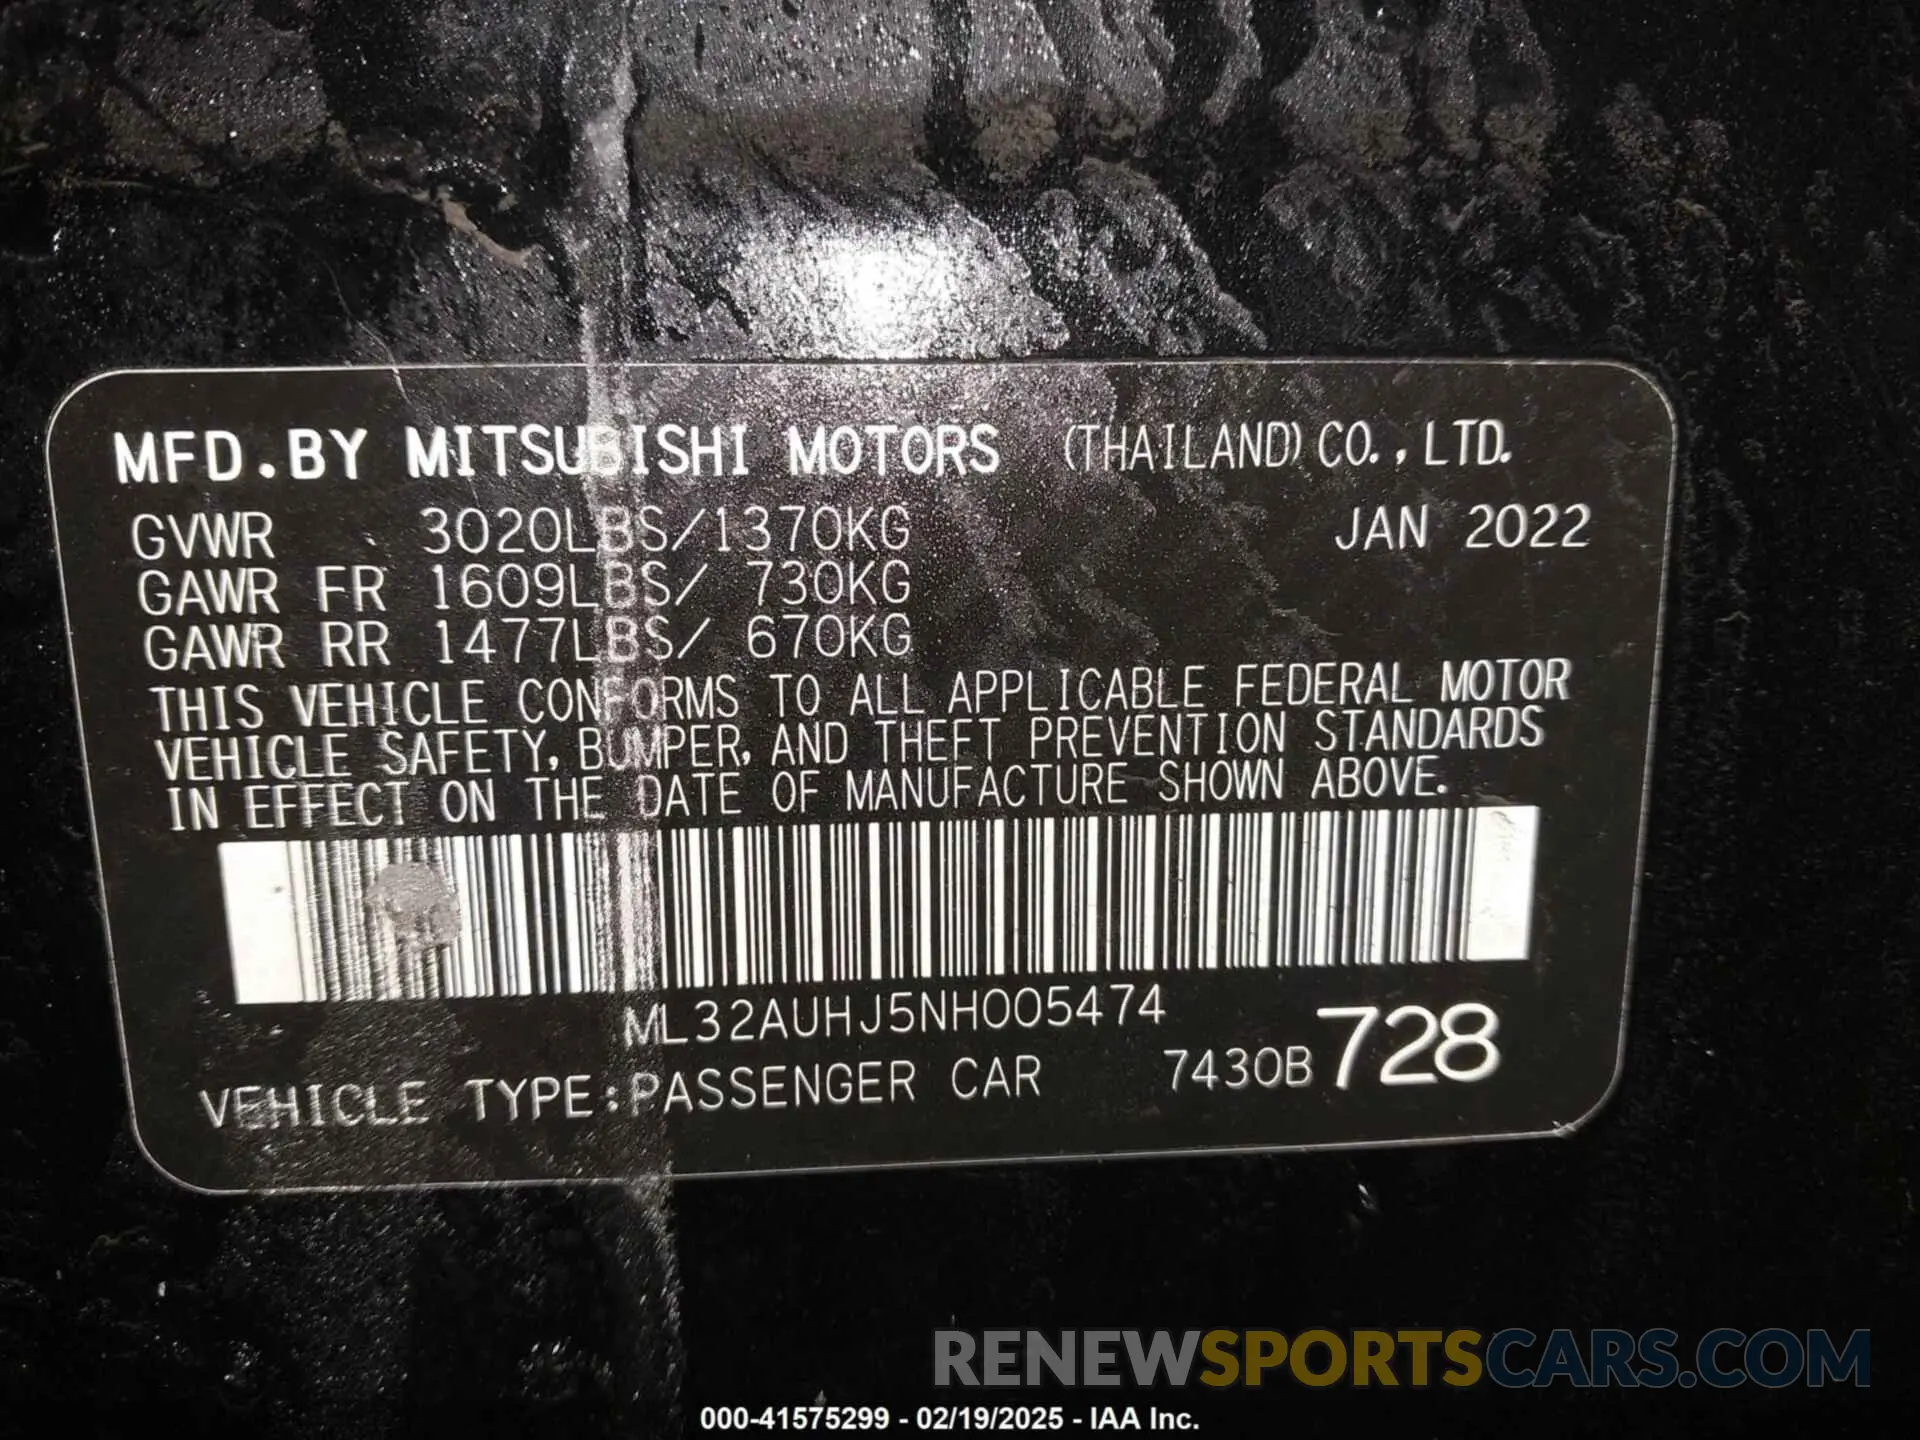 MFD.BY MITSUBISHI MOTORS (THAILAND) CO.,LTD.
GVWR 3020LBS/1370KG JAN 2022
GAWR FR 1609LBS/ 730KG
GAWR RR 1477LBS/ 670KG
THIS VEHICLE CONFORMS TO ALL APPLICABLE FEDERAL MOTOR
VEHICLE SAFETY, BUMPER, AND THEFT PREVENTION STANDARDS
IN EFFECT ON THE DATE OF MANUFACTURE SHOWN ABOVE.
ML32AUHJ5NH005474
VEHICLE TYPE:PASSENGER CAR 7430B728
RENEWSPORTSCARS.COM
000-41575299 - 02/19/2025 - IAA Inc.